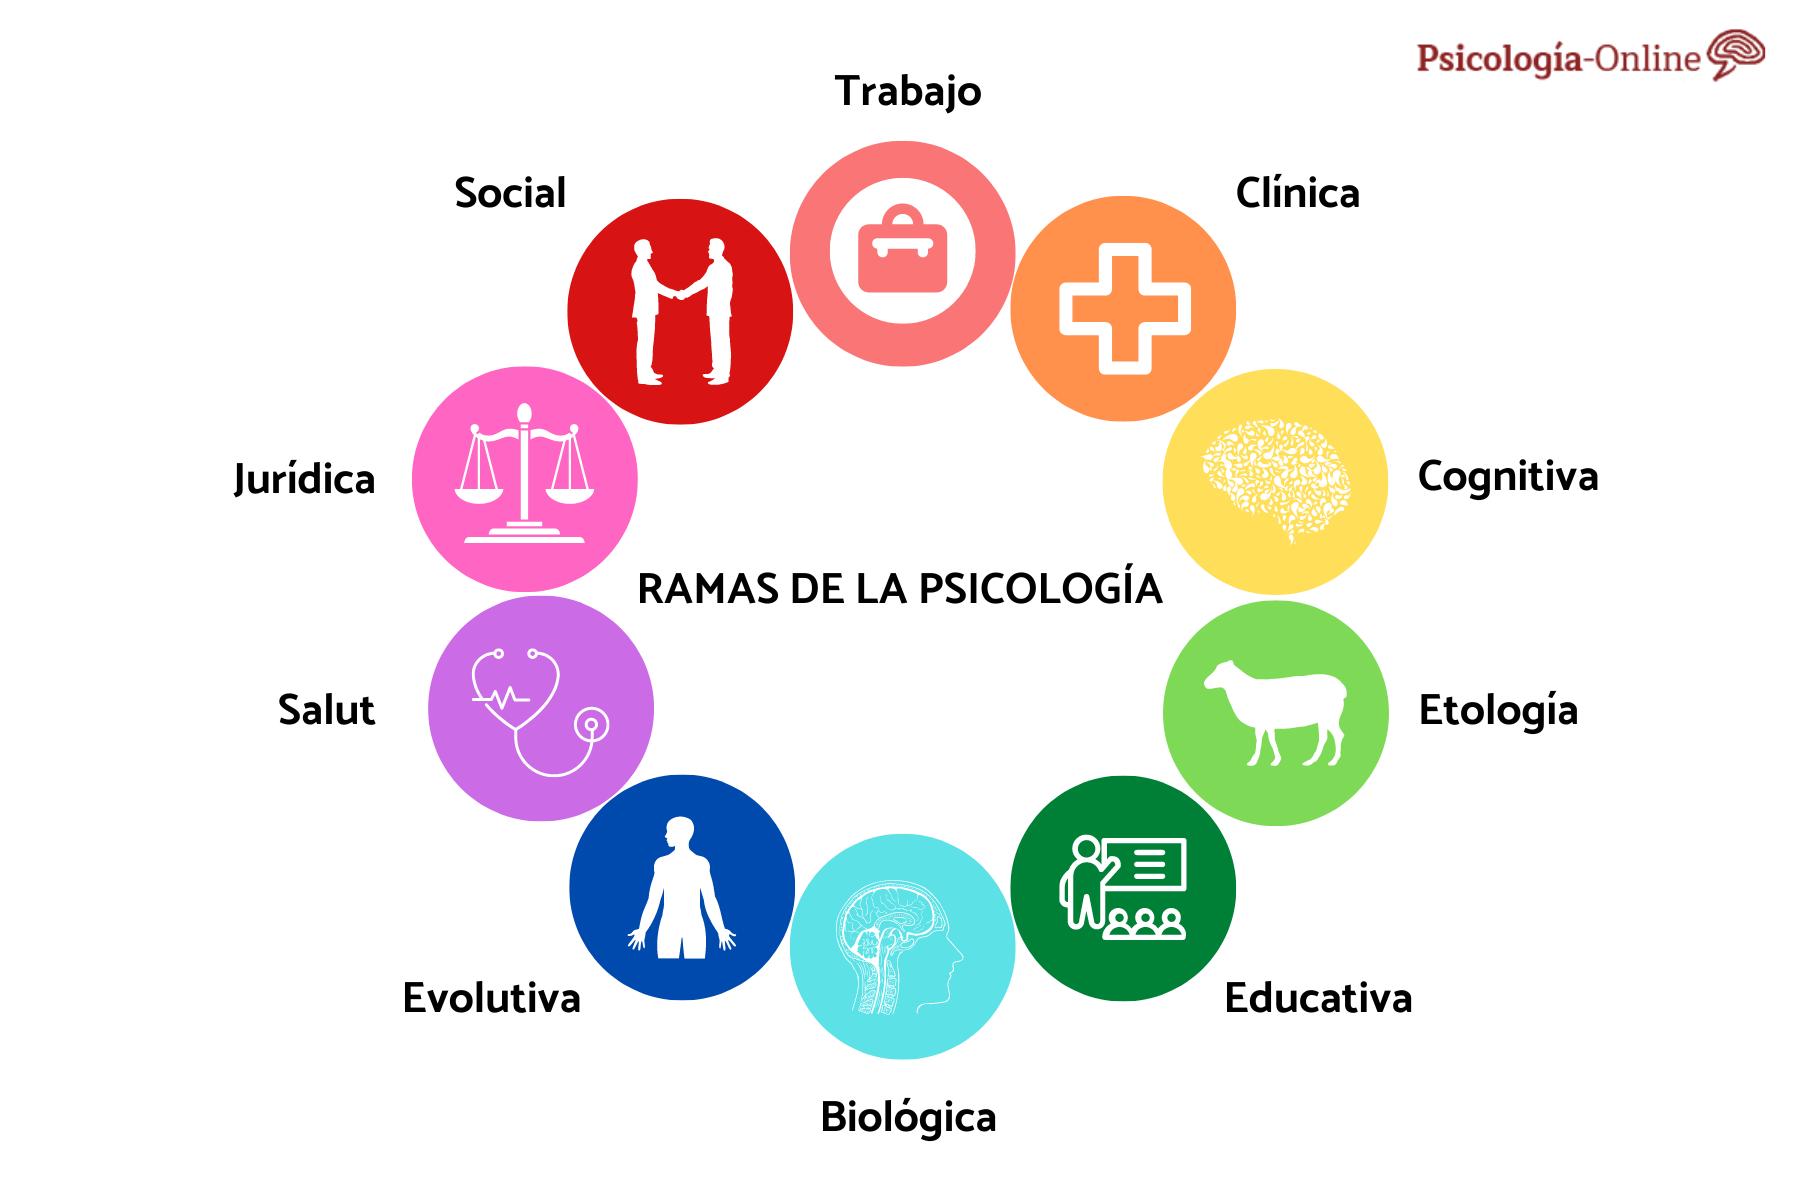 Psicología-Online
Trabajo
Social
Clínica
Jurídica
Cognitiva
RAMAS DE LA PSICOLOGÍA
Salut
Etología
Evolutiva
Educativa
Biológica